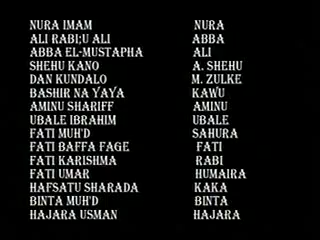 NURA IMAM NURA
ALI RABI;U ALI ABBA
ABBA EL-MUSTAPHA ALI
SHEHU KANO A. SHEHU
DAN KUNDALO M. ZULKE
BASHIR NA YAYA KAWU
AMINU SHARIFF AMINU
UBALE IBRAHIM UBALE
FATI MUH'D SAHURA
FATI BAFFA FAGE FATI
FATI KARISHMA RABI
FATI UMAR HUMAIRA
HAFSATU SHARADA KAKA
BINTA MUH'D BINTA
HAJARA USMAN HAJARA